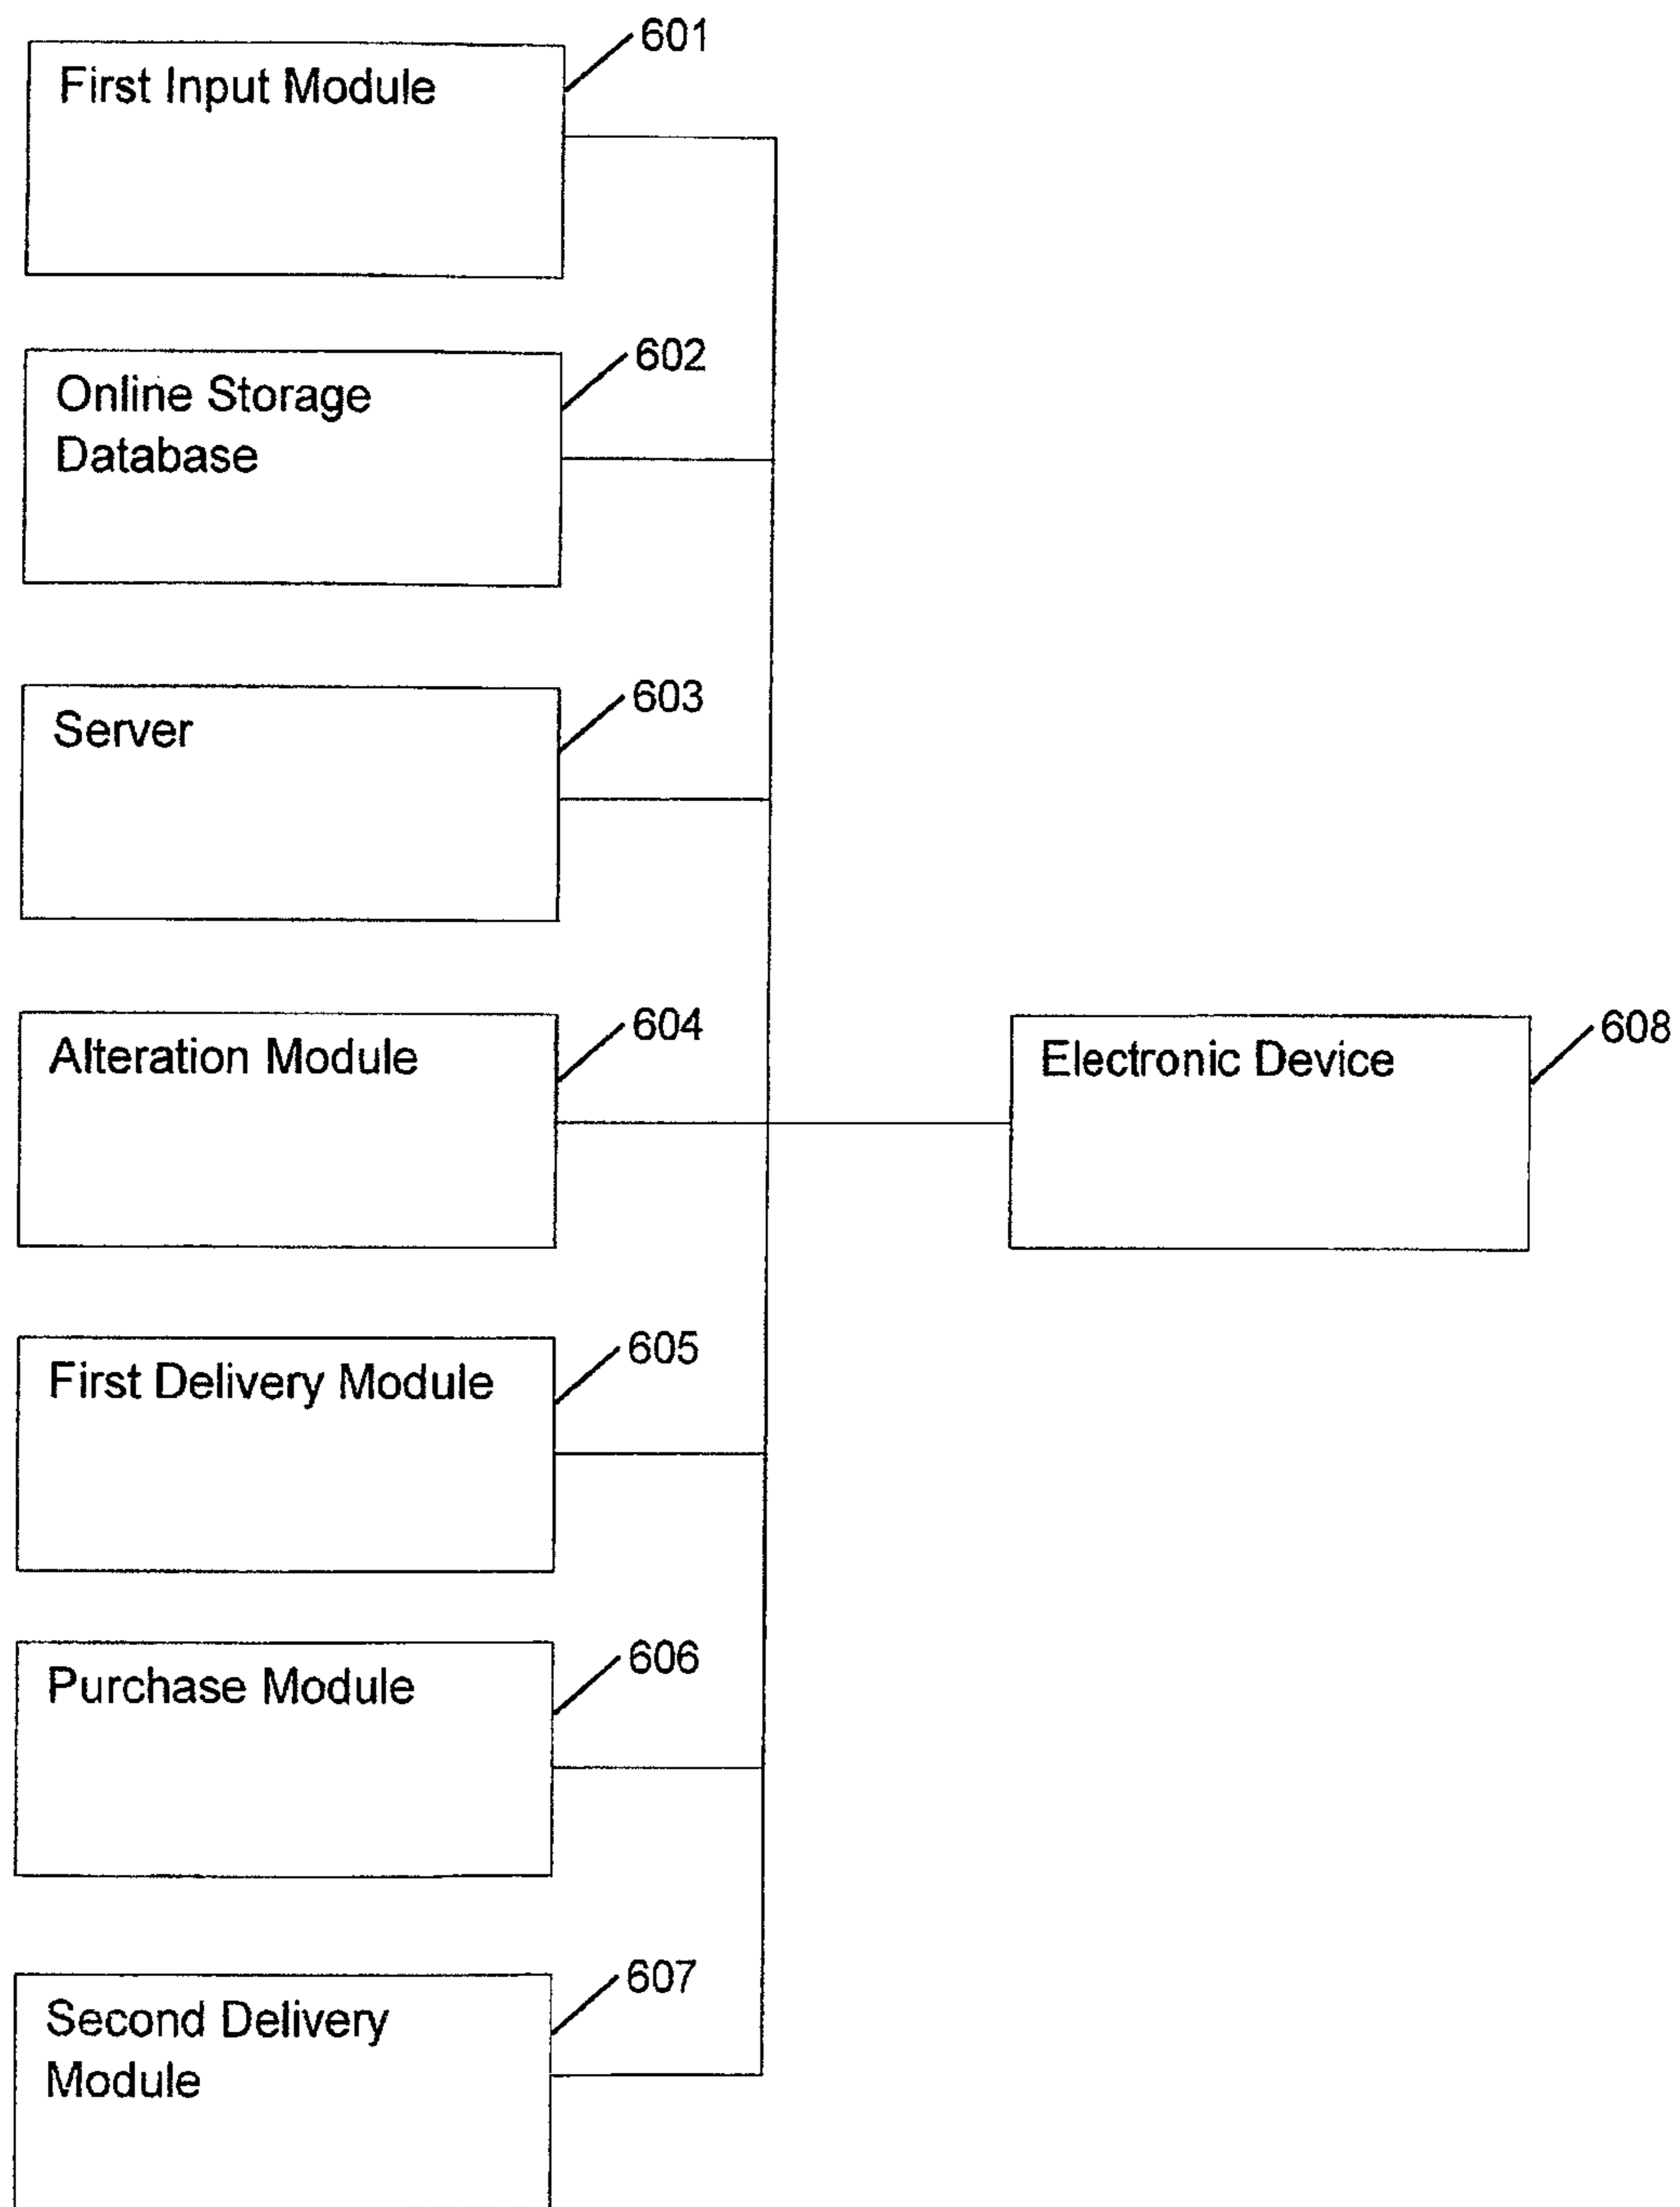 601
First Input Module
602
Online Storage
Database
603
Server
604
Alteration Module
608
Electronic Device
605
First Delivery Module
606
Purchase Module
607
Second Delivery
Module